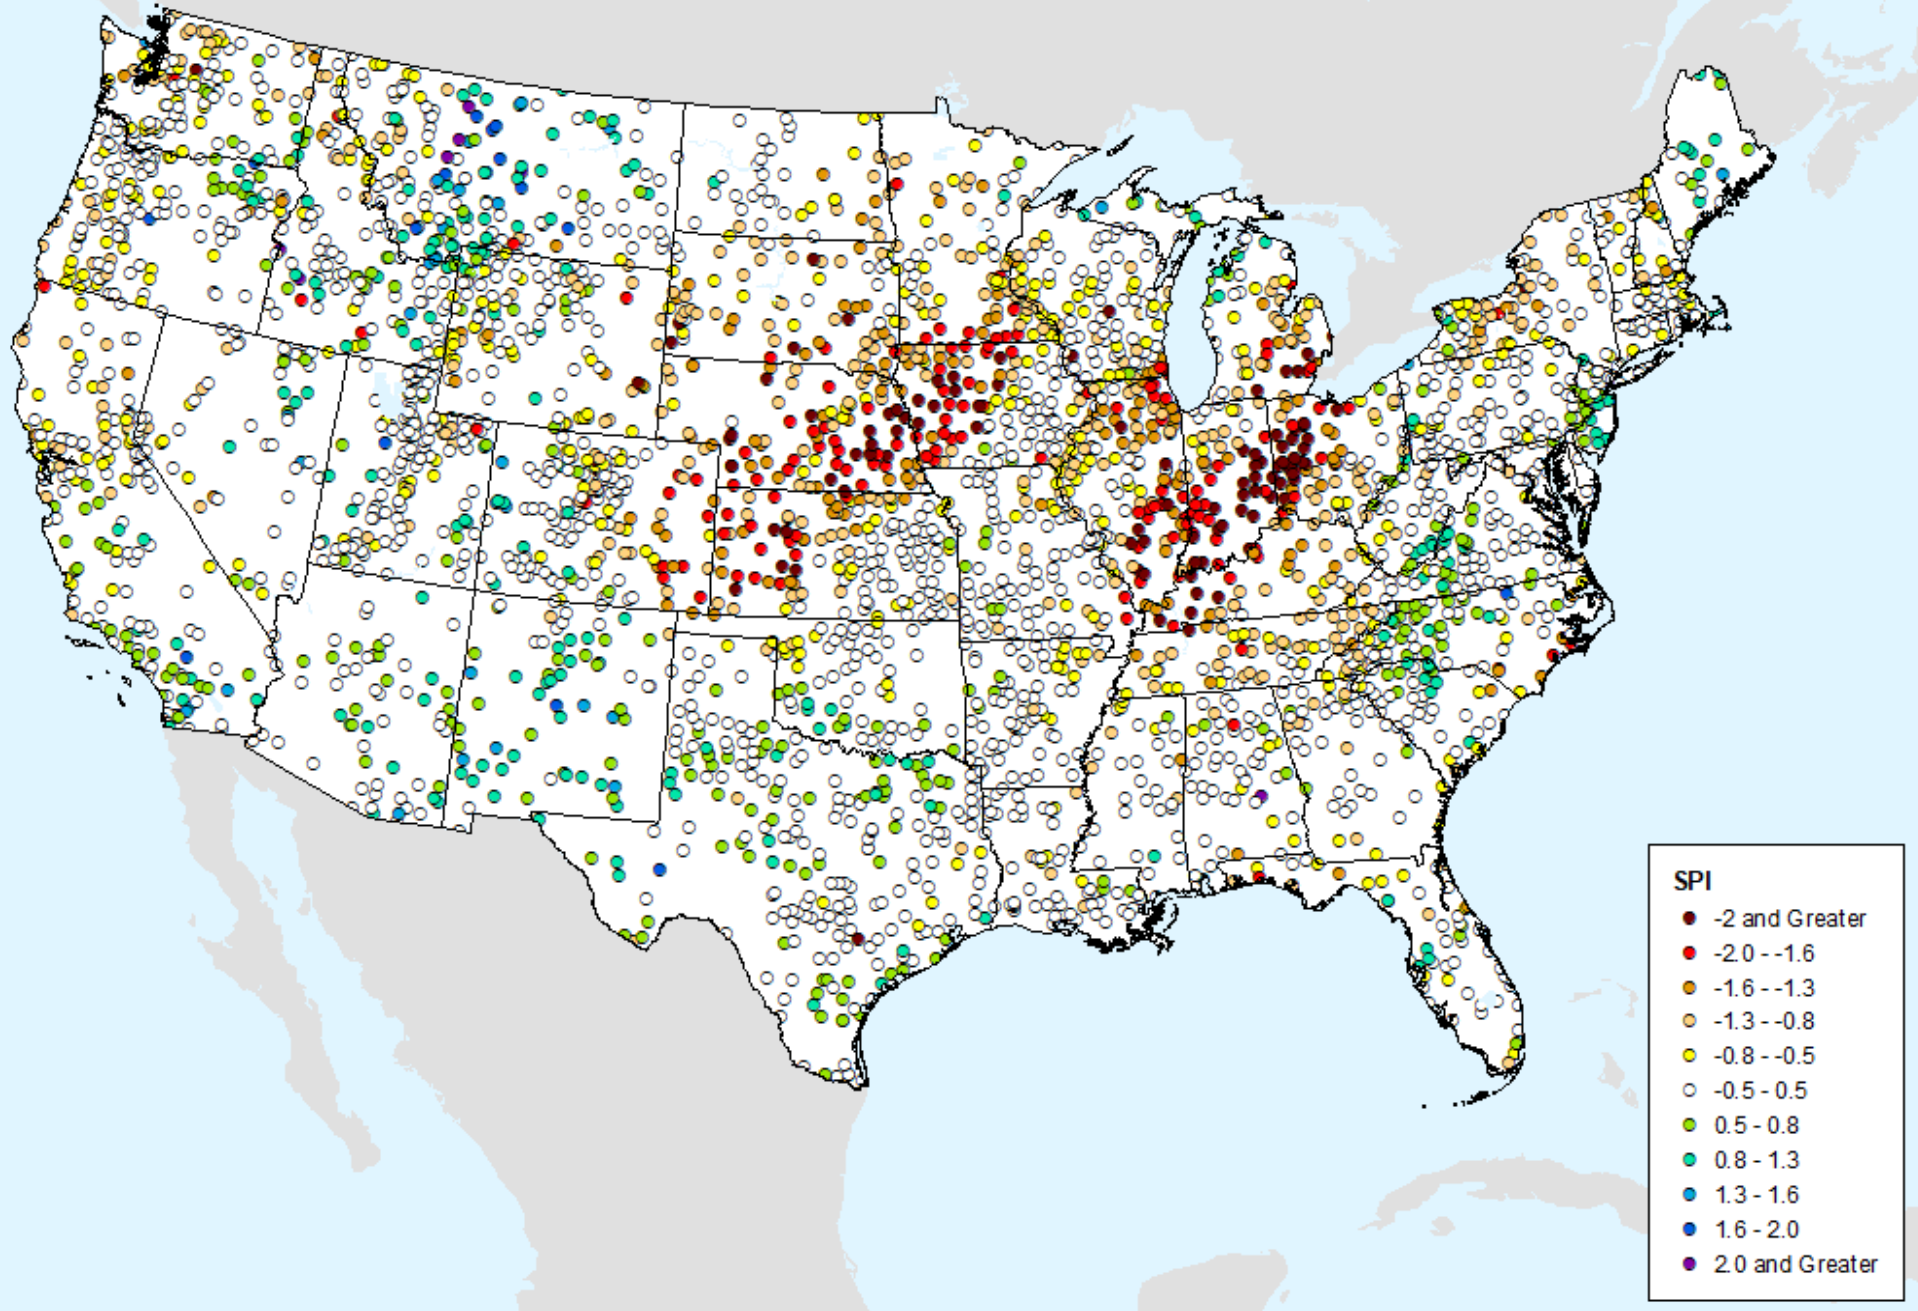 SPI
-2 and Greater
-2.0 - -1.6
-1.6 - -1.3
-1.3 - -0.8
-0.8 - -0.5
-0.5 - 0.5
0.5 - 0.8
0.8 - 1.3
1.3 - 1.6
1.6 - 2.0
2.0 and Greater